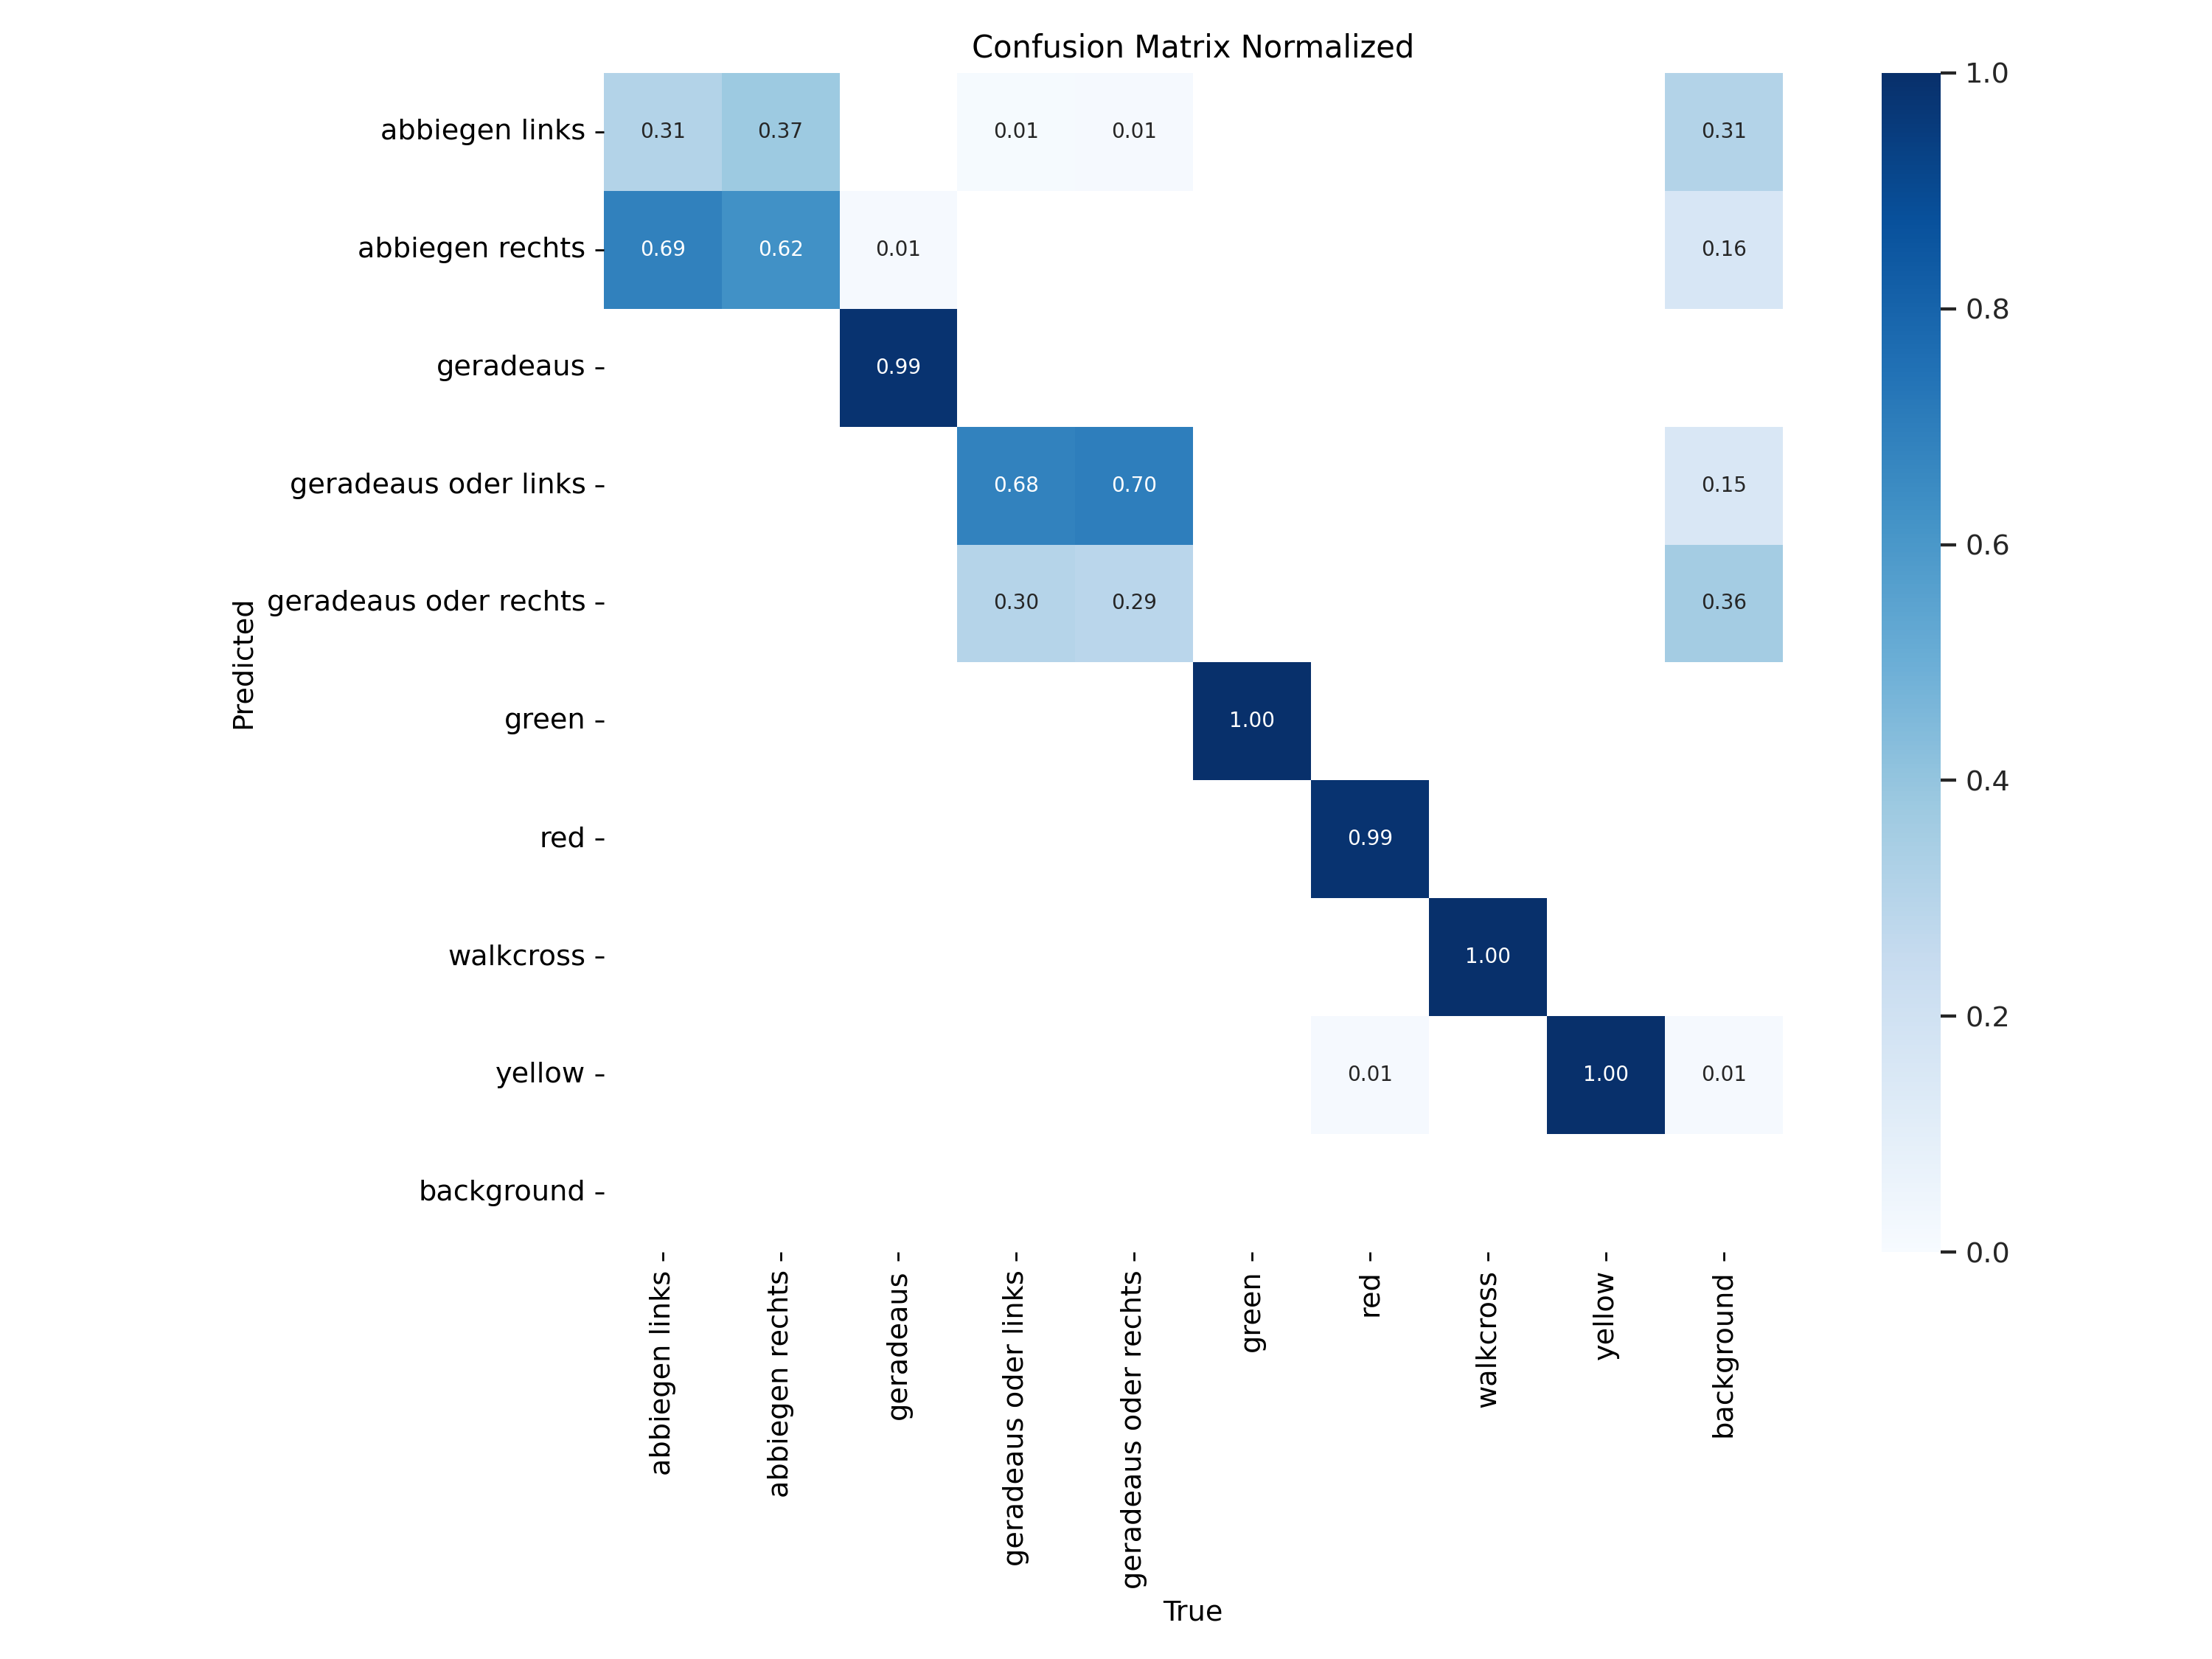 Confusion Matrix Normalized
abbiegen links 0.31 0.37 0.01 0.01 0.31
abbiegen rechts 0.69 0.62 0.01 0.16
geradeaus 0.99
geradeaus oder links 0.68 0.70 0.15
geradeaus oder rechts 0.30 0.29 0.36
green 1.00
red 0.99
walkcross 1.00
yellow 0.01 1.00 0.01
background
Predicted
abbiegen links
abbiegen rechts
geradeaus
geradeaus oder links
geradeaus oder rechts
green
red
walkcross
yellow
background
True
1.0
0.8
0.6
0.4
0.2
0.0